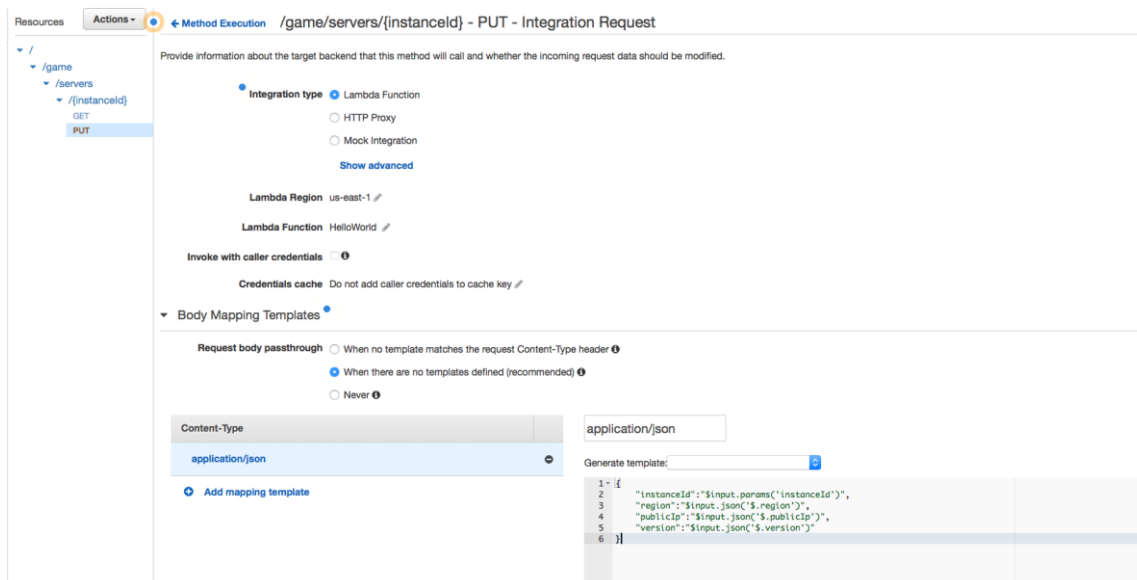 Resources Actions Method Execution /game/servers/{instanceId} - PUT - Integration Request
/
Provide information about the target backend that this method will call and whether the incoming request data should be modified.
/game
/servers
/{instanceId}
GET
PUT
Integration type Lambda Function
HTTP Proxy
Mock Integration
Show advanced
Lambda Region us-east-1
Lambda Function HelloWorld
Invoke with caller credentials
Credentials cache Do not add caller credentials to cache key
Body Mapping Templates
Request body passthrough When no template matches the request Content-Type header
When there are no templates defined (recommended)
Never
Content-Type
application/json
Add mapping template
application/json
Generate template:
1 {
2 "instanceId":"$input.params('instanceId')",
3 "region":"$input.json('$.region')",
4 "publicIp":"$input.json('$.publicIp')",
5 "version":"$input.json('$.version')"
6 }